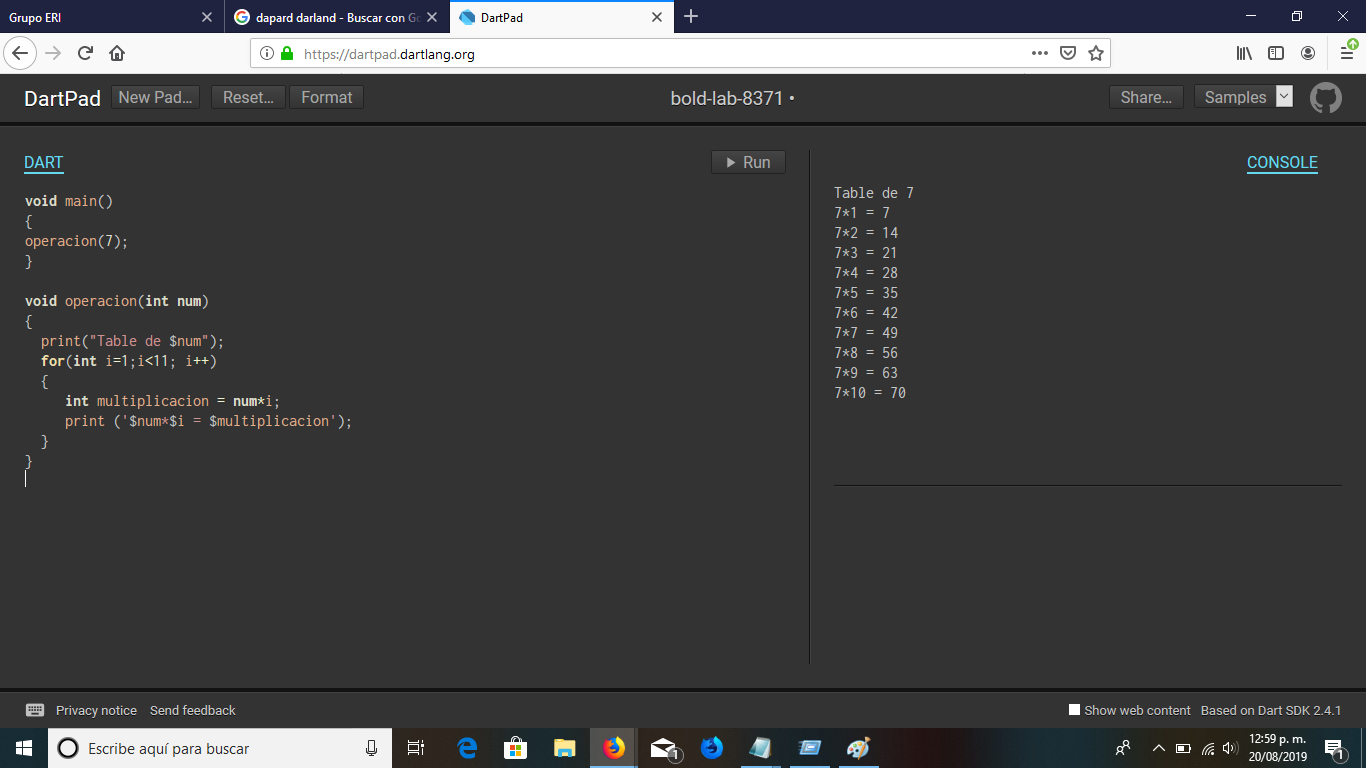 Grupo ERI
dapard darland - Buscar con Go
DartPad
https://dartpad.dartlang.org
DartPad
New Pad...
Reset...
Format
bold-lab-8371 •
Share...
Samples
DART
Run
void main()
{
operacion(7);
}
void operacion(int num)
{
print("Table de $num");
for(int i=1;i<11; i++)
{
int multiplicacion = num*i;
print ('$num*$i = $multiplicacion');
}
}
CONSOLE
Table de 7
7*1 = 7
7*2 = 14
7*3 = 21
7*4 = 28
7*5 = 35
7*6 = 42
7*7 = 49
7*8 = 56
7*9 = 63
7*10 = 70
Privacy notice
Send feedback
Show web content
Based on Dart SDK 2.4.1
Escribe aquí para buscar
1
12:59 p. m.
20/08/2019
1